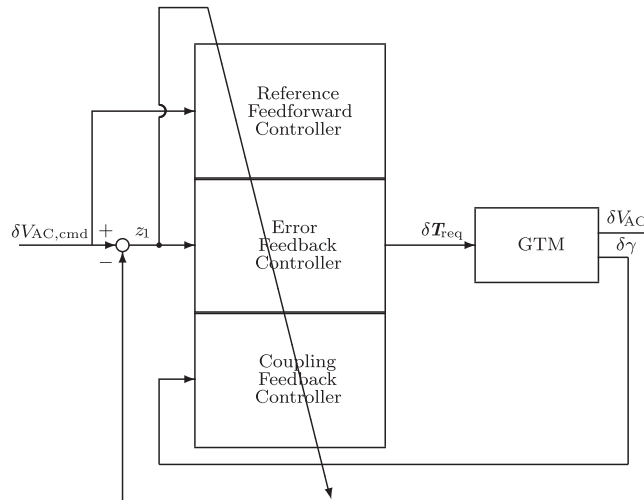 Reference
Feedforward
Controller
δV_AC,cmd
+
−
z_1
Error
Feedback
Controller
δT_req
GTM
δV_AC
δγ
Coupling
Feedback
Controller